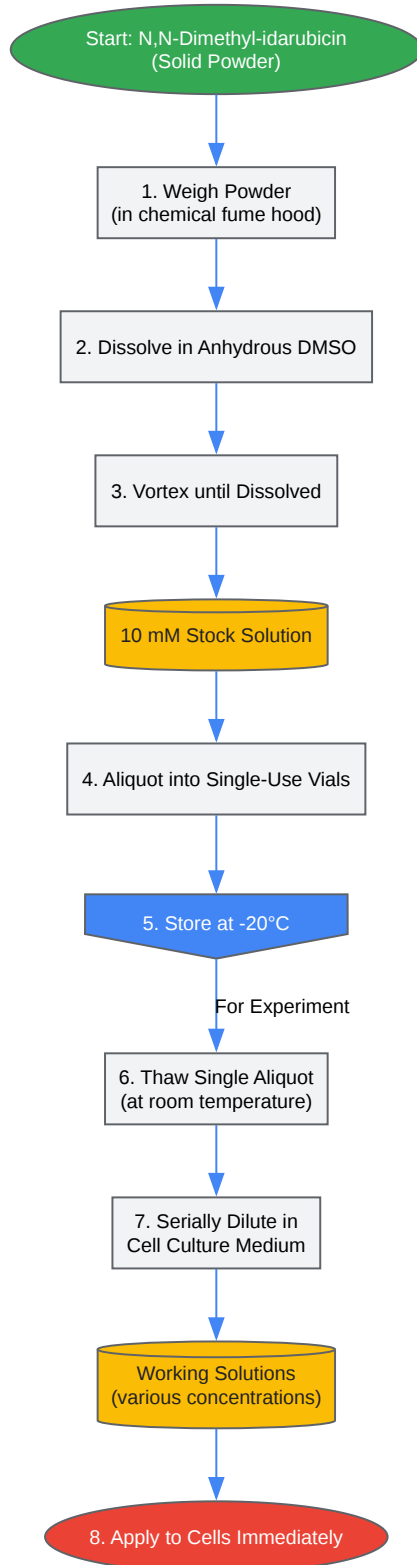 Start: N,N-Dimethyl-idarubicin
(Solid Powder)
1. Weigh Powder
(in chemical fume hood)
2. Dissolve in Anhydrous DMSO
3. Vortex until Dissolved
10 mM Stock Solution
4. Aliquot into Single-Use Vials
5. Store at -20°C
For Experiment
6. Thaw Single Aliquot
(at room temperature)
7. Serially Dilute in
Cell Culture Medium
Working Solutions
(various concentrations)
8. Apply to Cells Immediately